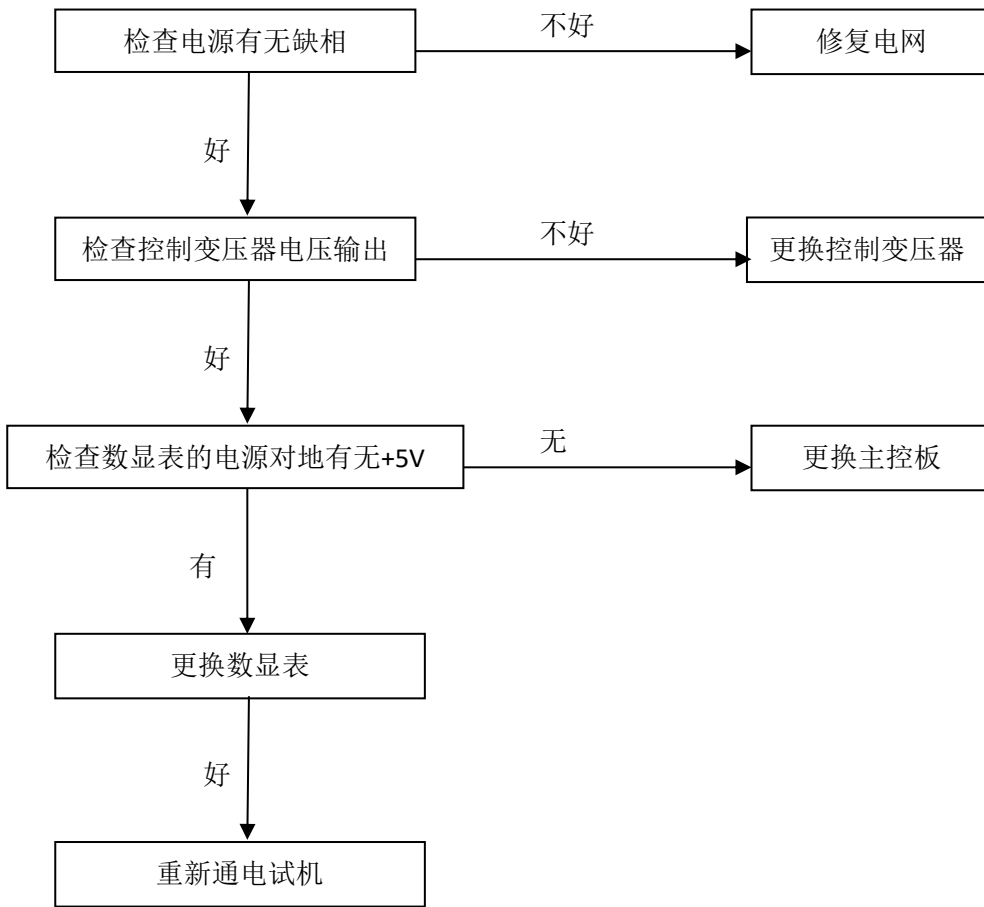 检查电源有无缺相
不好
修复电网
好
检查控制变压器电压输出
不好
更换控制变压器
好
检查数显表的电源对地有无+5V
无
更换主控板
有
更换数显表
好
重新通电试机